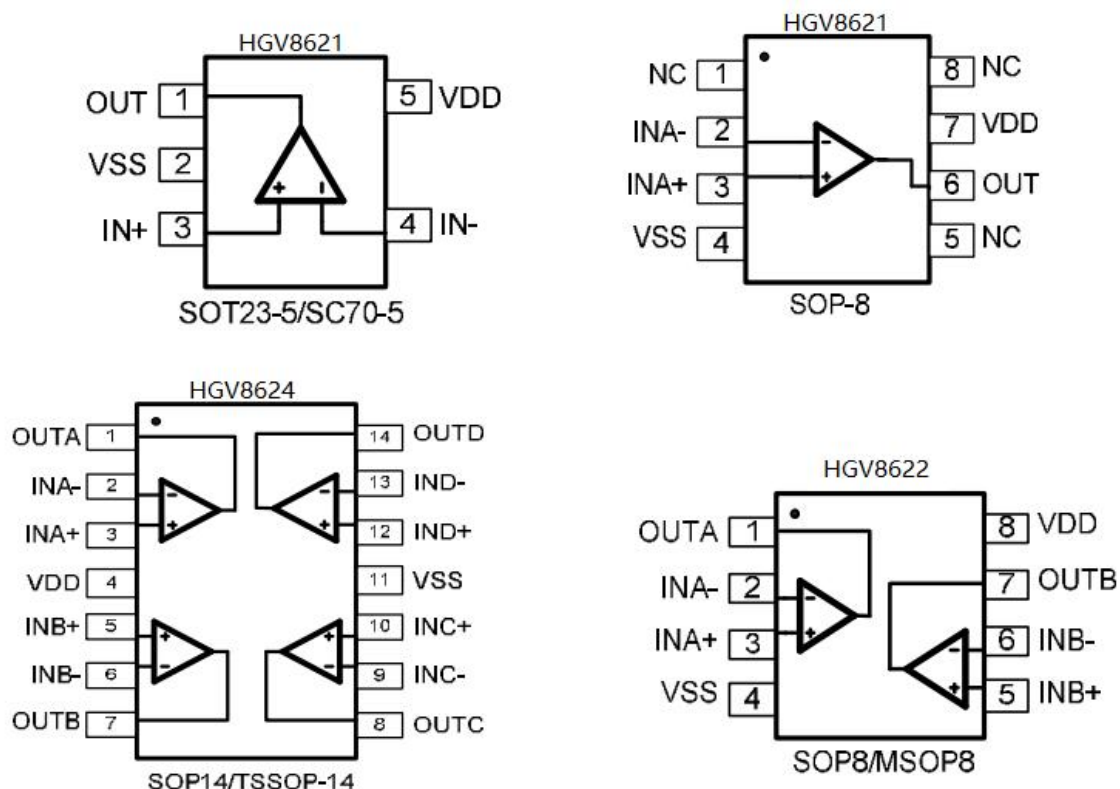 HGV8621
OUT 1 5 VDD
VSS 2
IN+ 3 + - 4 IN-
SOT23-5/SC70-5
HGV8621
NC 1 8 NC
INA- 2 - 7 VDD
INA+ 3 + 6 OUT
VSS 4 5 NC
SOP-8
HGV8624
OUTA 1 14 OUTD
INA- 2 - - 13 IND-
INA+ 3 + + 12 IND+
VDD 4 11 VSS
INB+ 5 + + 10 INC+
INB- 6 - - 9 INC-
OUTB 7 8 OUTC
SOP14/TSSOP-14
HGV8622
OUTA 1 8 VDD
INA- 2 - 7 OUTB
INA+ 3 + - 6 INB-
VSS 4 + 5 INB+
SOP8/MSOP8